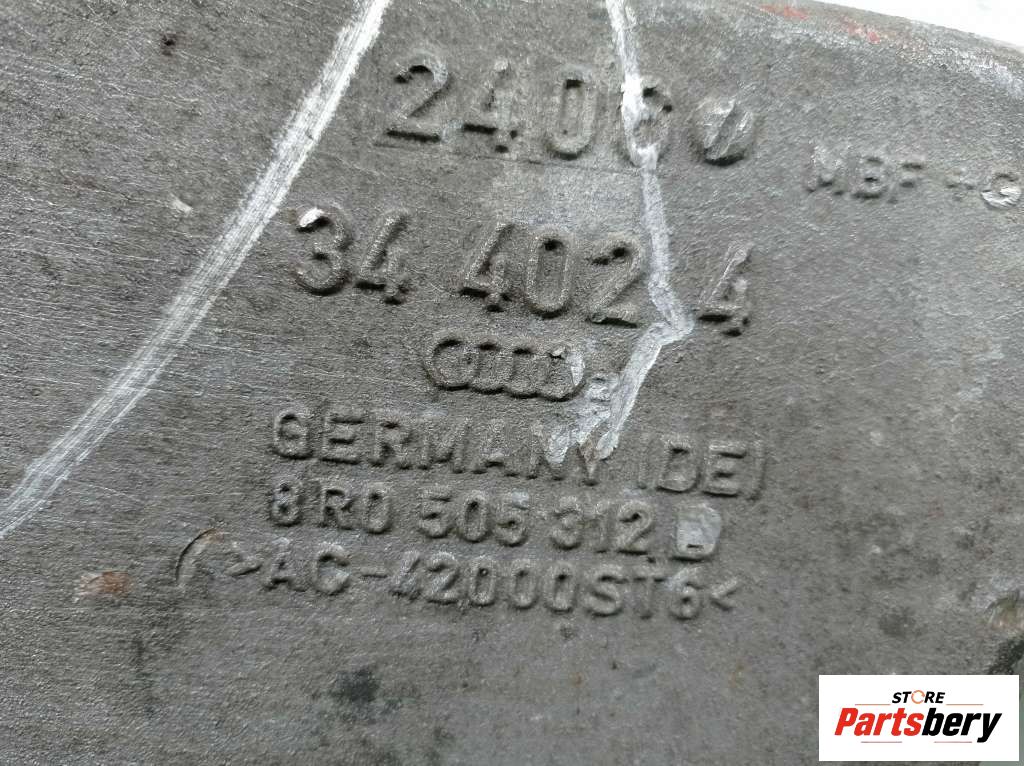 2406
MBF+G
34 402 4
GERMANY (DE)
8R0 505 312 D
>AC-42000ST6<
STORE
Partsbery